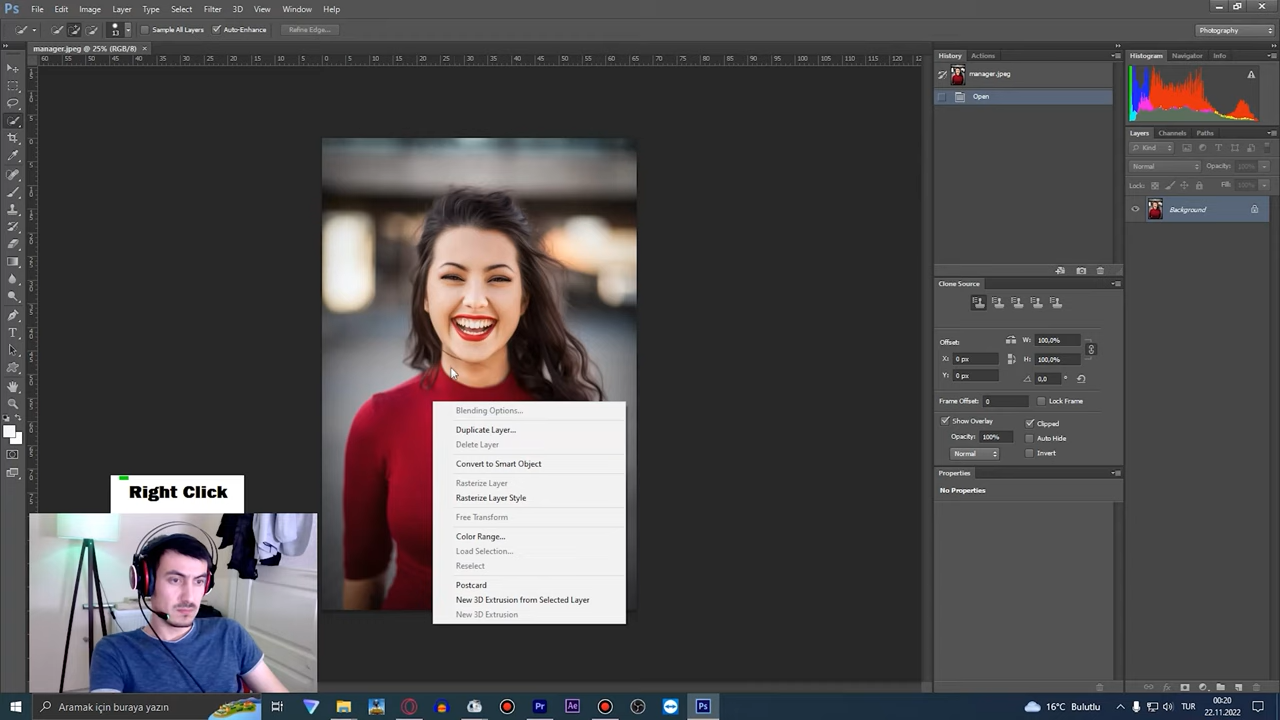 Ps File Edit Image Layer Type Select Filter 3D View Window Help
13 Sample All Layers Auto-Enhance Refine Edge... Photography
manager.jpeg @ 25% (RGB/8)
History Actions
Histogram Navigator Info
manager.jpeg
Open
Layers Channels Paths
Kind
Normal Opacity: 100%
Lock: Fill: 100%
Background
Clone Source
Offset: W: 100,0%
X: 0 px H: 100,0%
Y: 0 px 0,0 °
Frame Offset: 0 Lock Frame
Show Overlay Clipped
Opacity: 100% Auto Hide
Normal Invert
Properties
No Properties
Blending Options...
Duplicate Layer...
Delete Layer
Convert to Smart Object
Rasterize Layer
Rasterize Layer Style
Free Transform
Color Range...
Load Selection...
Reselect
Postcard
New 3D Extrusion from Selected Layer
New 3D Extrusion
Right Click
Aramak için buraya yazın
Pr Ae Ps
16°C Bulutlu TUR 00:20
22.11.2022